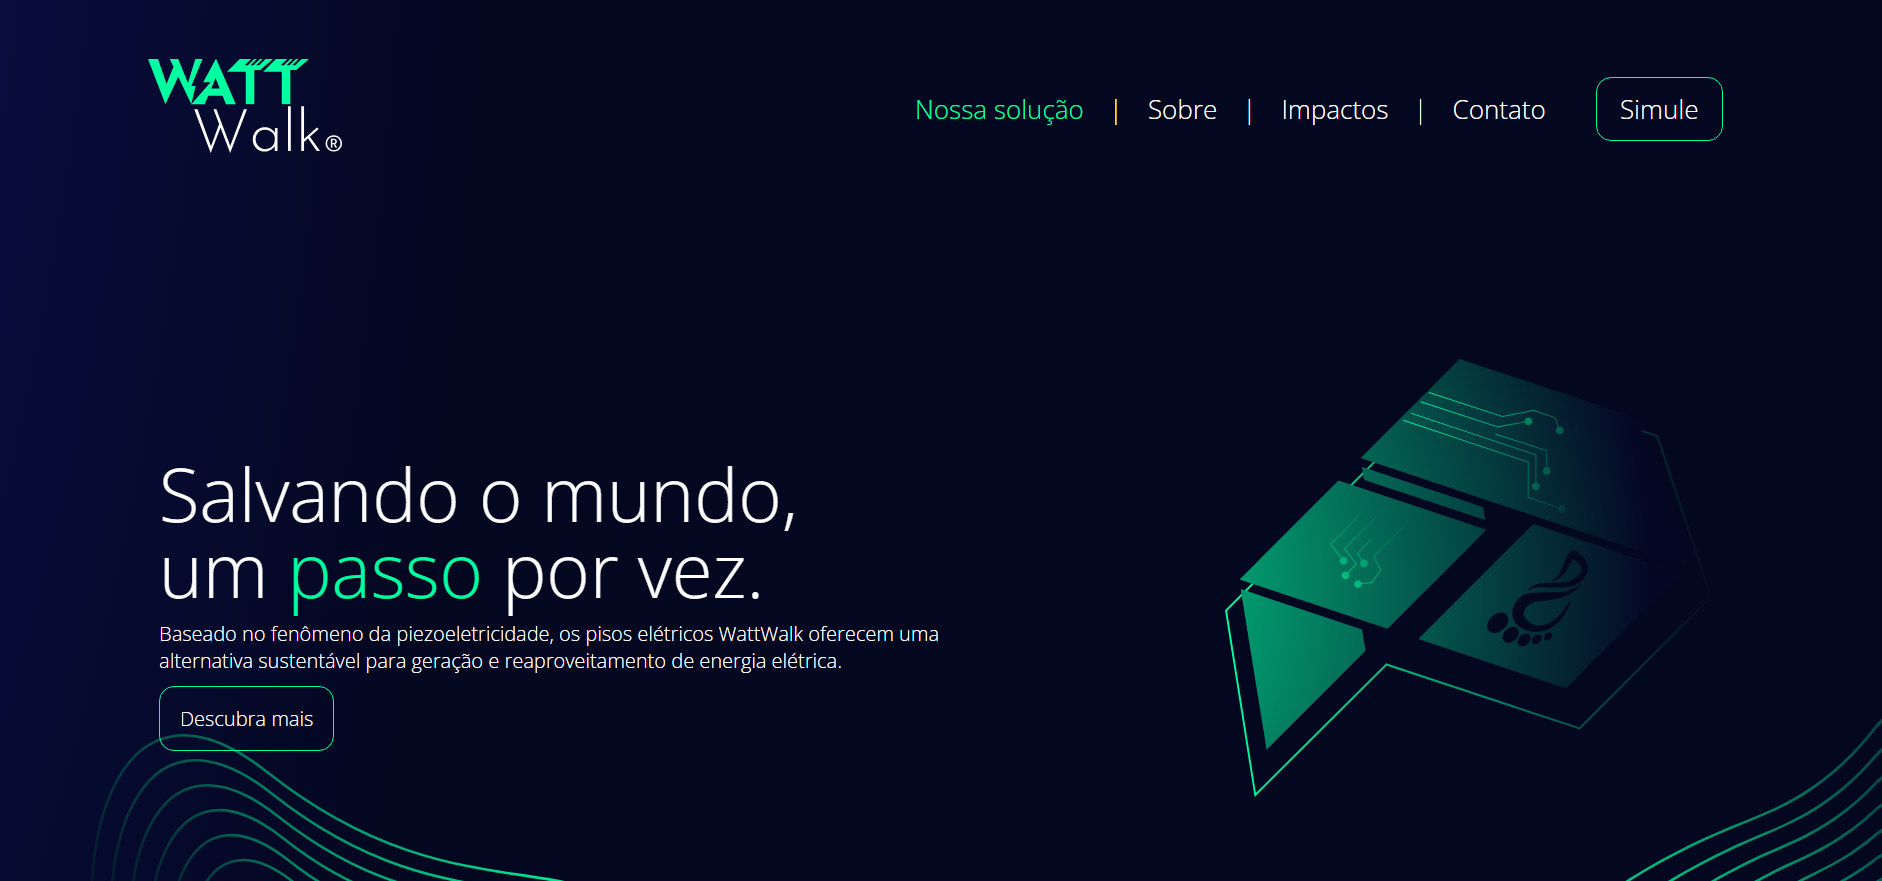 WATT
Walk®
Nossa solução | Sobre | Impactos | Contato Simule
Salvando o mundo,
um passo por vez.
Baseado no fenômeno da piezoeletricidade, os pisos elétricos WattWalk oferecem uma
alternativa sustentável para geração e reaproveitamento de energia elétrica.
Descubra mais